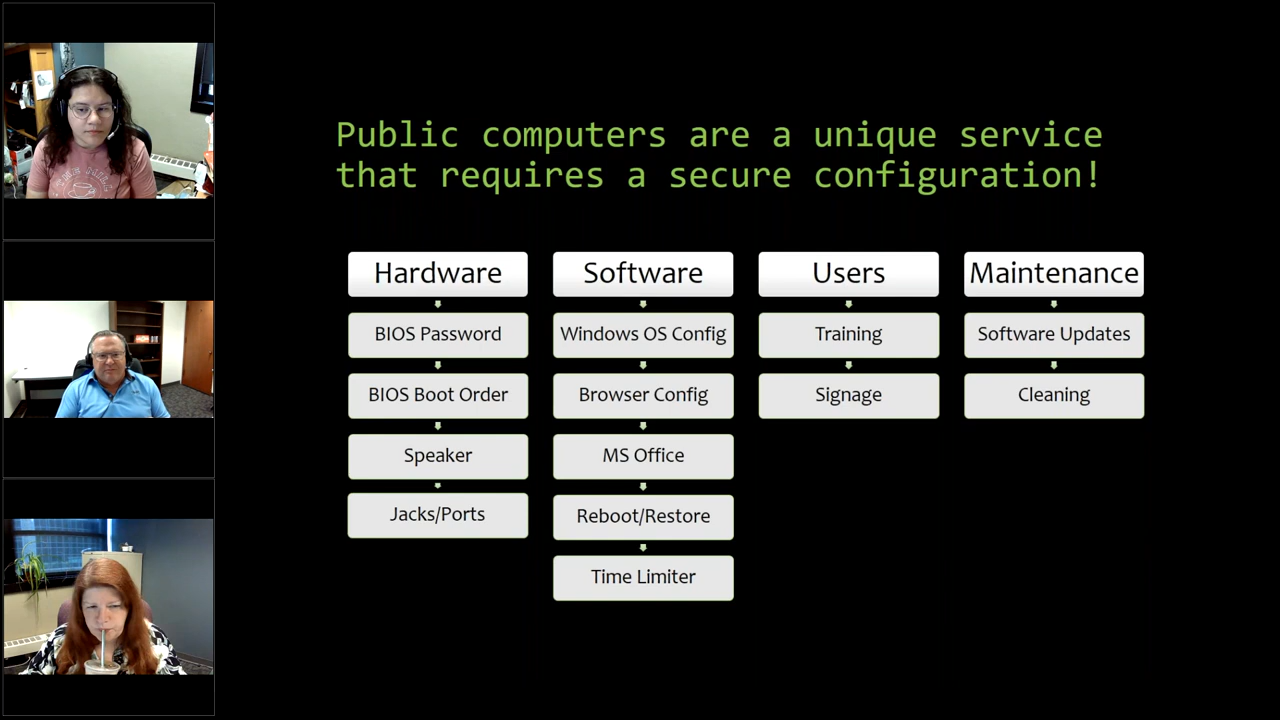 Public computers are a unique service
that requires a secure configuration!
Hardware
BIOS Password
BIOS Boot Order
Speaker
Jacks/Ports
Software
Windows OS Config
Browser Config
MS Office
Reboot/Restore
Time Limiter
Users
Training
Signage
Maintenance
Software Updates
Cleaning